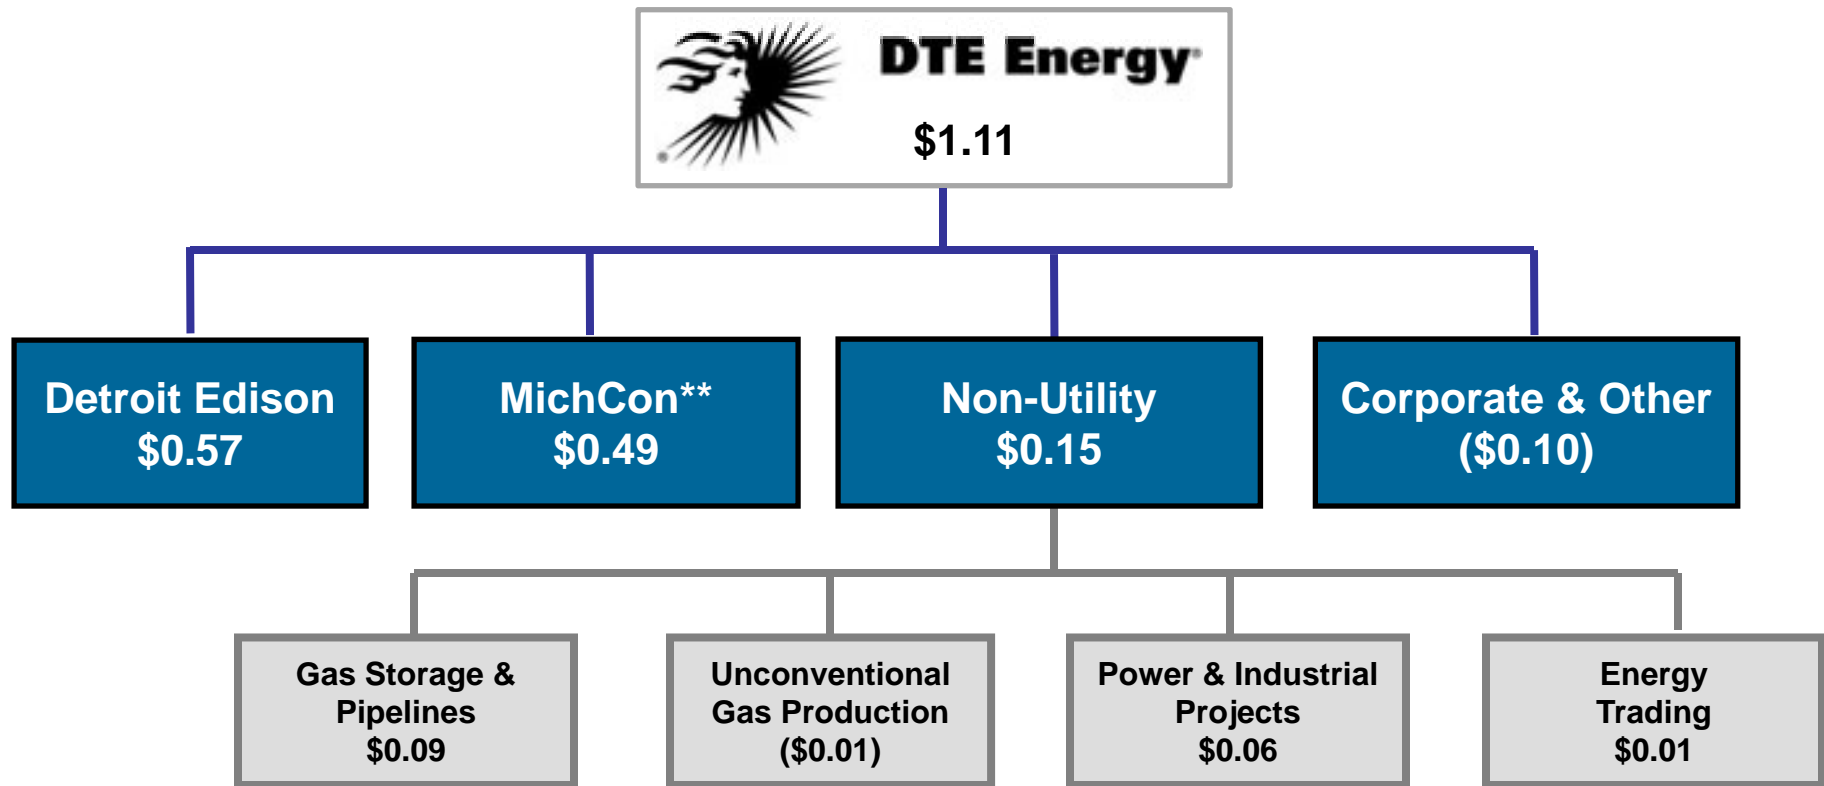 DTE Energy®
$1.11
Detroit Edison
$0.57
MichCon**
$0.49
Non-Utility
$0.15
Corporate & Other
($0.10)
Gas Storage &
Pipelines
$0.09
Unconventional
Gas Production
($0.01)
Power & Industrial
Projects
$0.06
Energy
Trading
$0.01